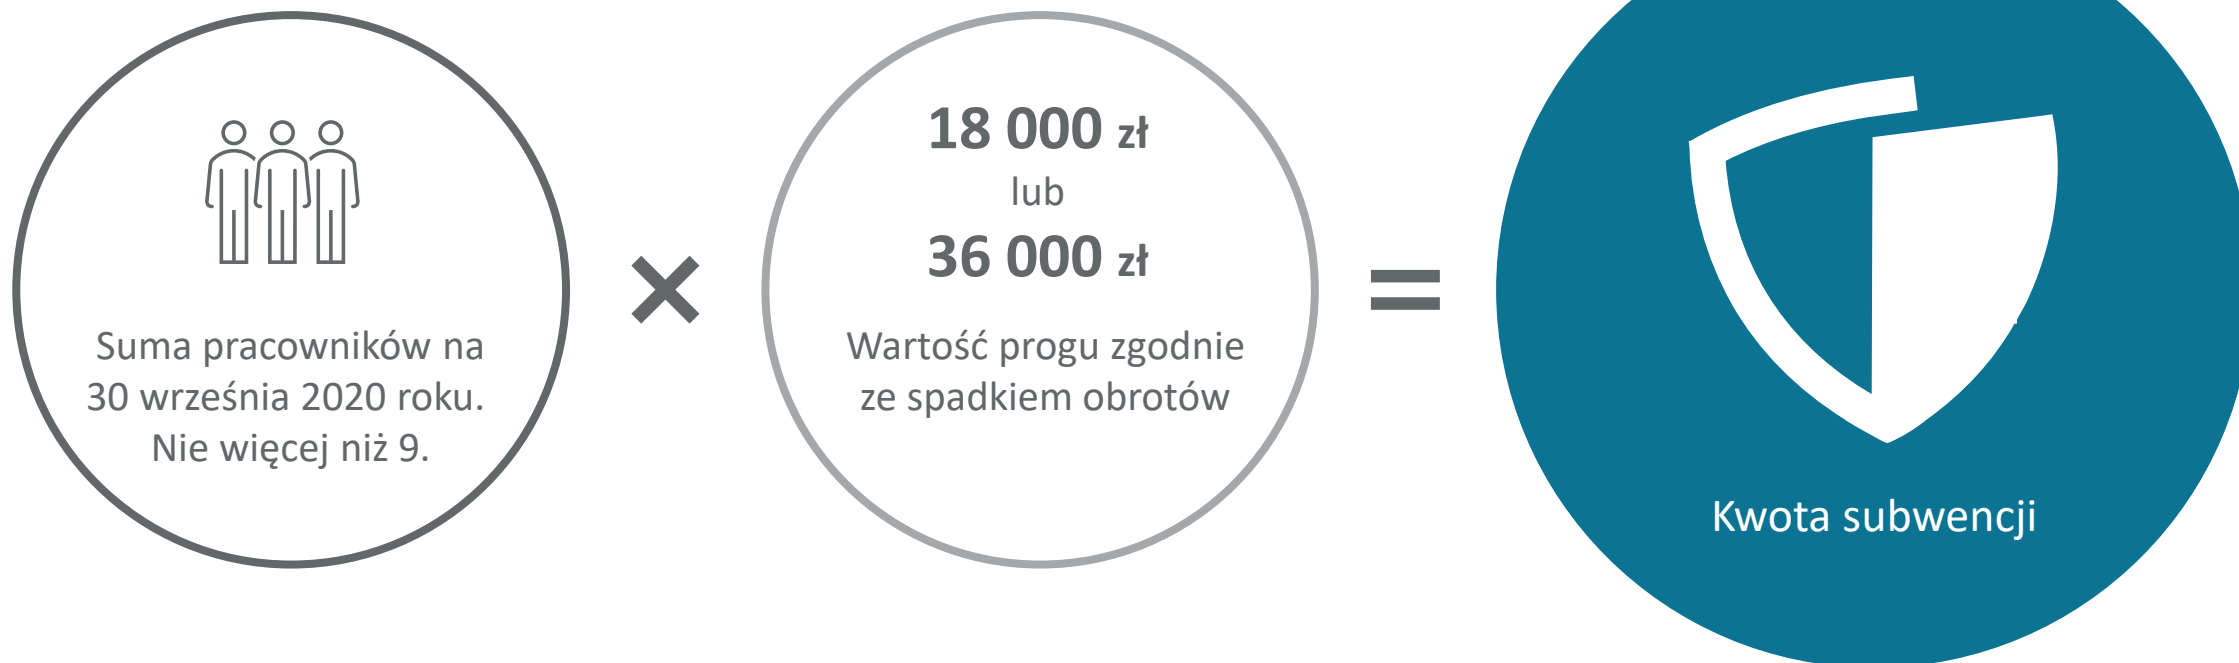 Suma pracowników na
30 września 2020 roku.
Nie więcej niż 9.
×
18 000 zł
lub
36 000 zł
Wartość progu zgodnie
ze spadkiem obrotów
=
Kwota subwencji